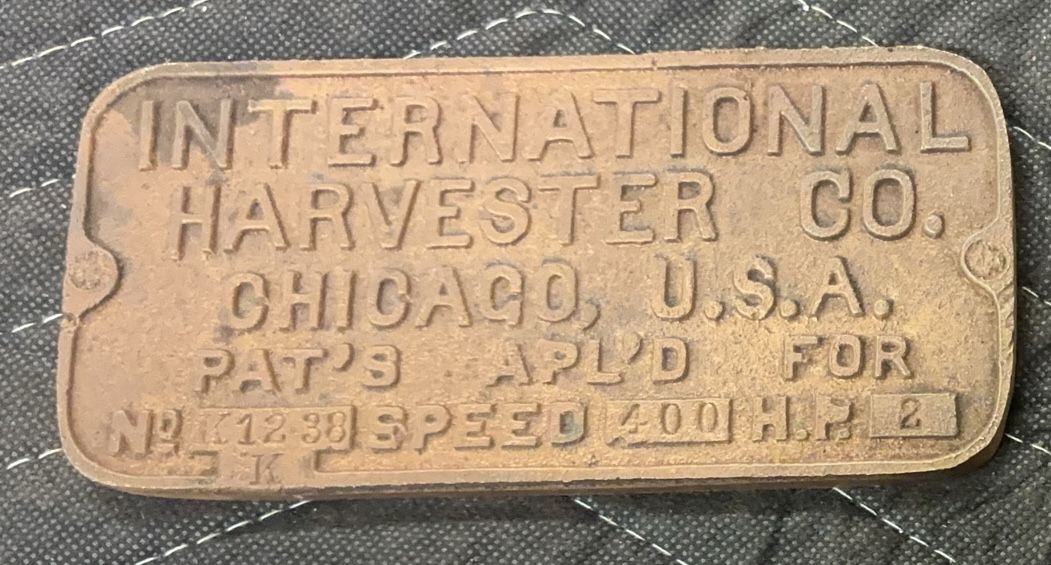 INTERNATIONAL
HARVESTER CO.
CHICAGO, U.S.A.
PAT'S APL'D FOR
NO K1238 SPEED 400 H.P. 2
K